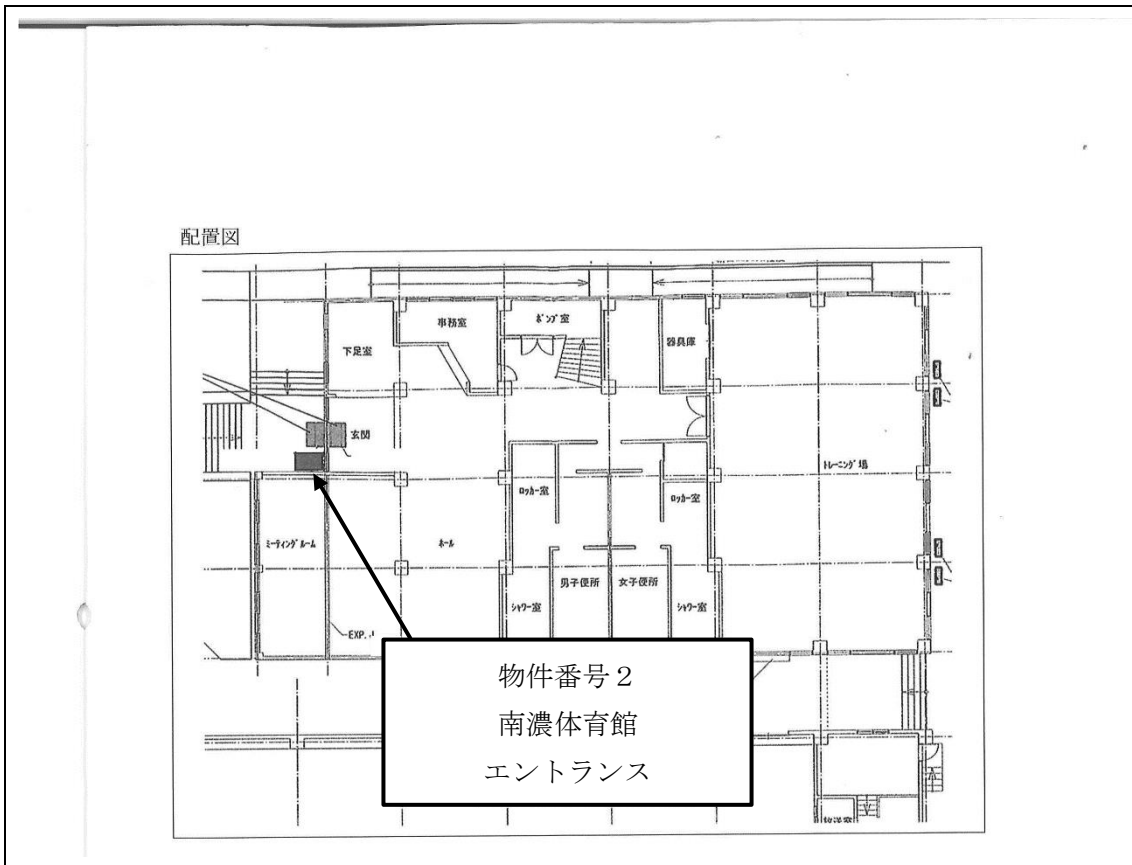 配置図
事務室
ポンプ室
器具庫
下足室
玄関
トレーニング場
ロッカー室
ロッカー室
ミーティングルーム
ホール
男子便所
女子便所
シャワー室
シャワー室
EXP.J
物件番号２
南濃体育館
エントランス